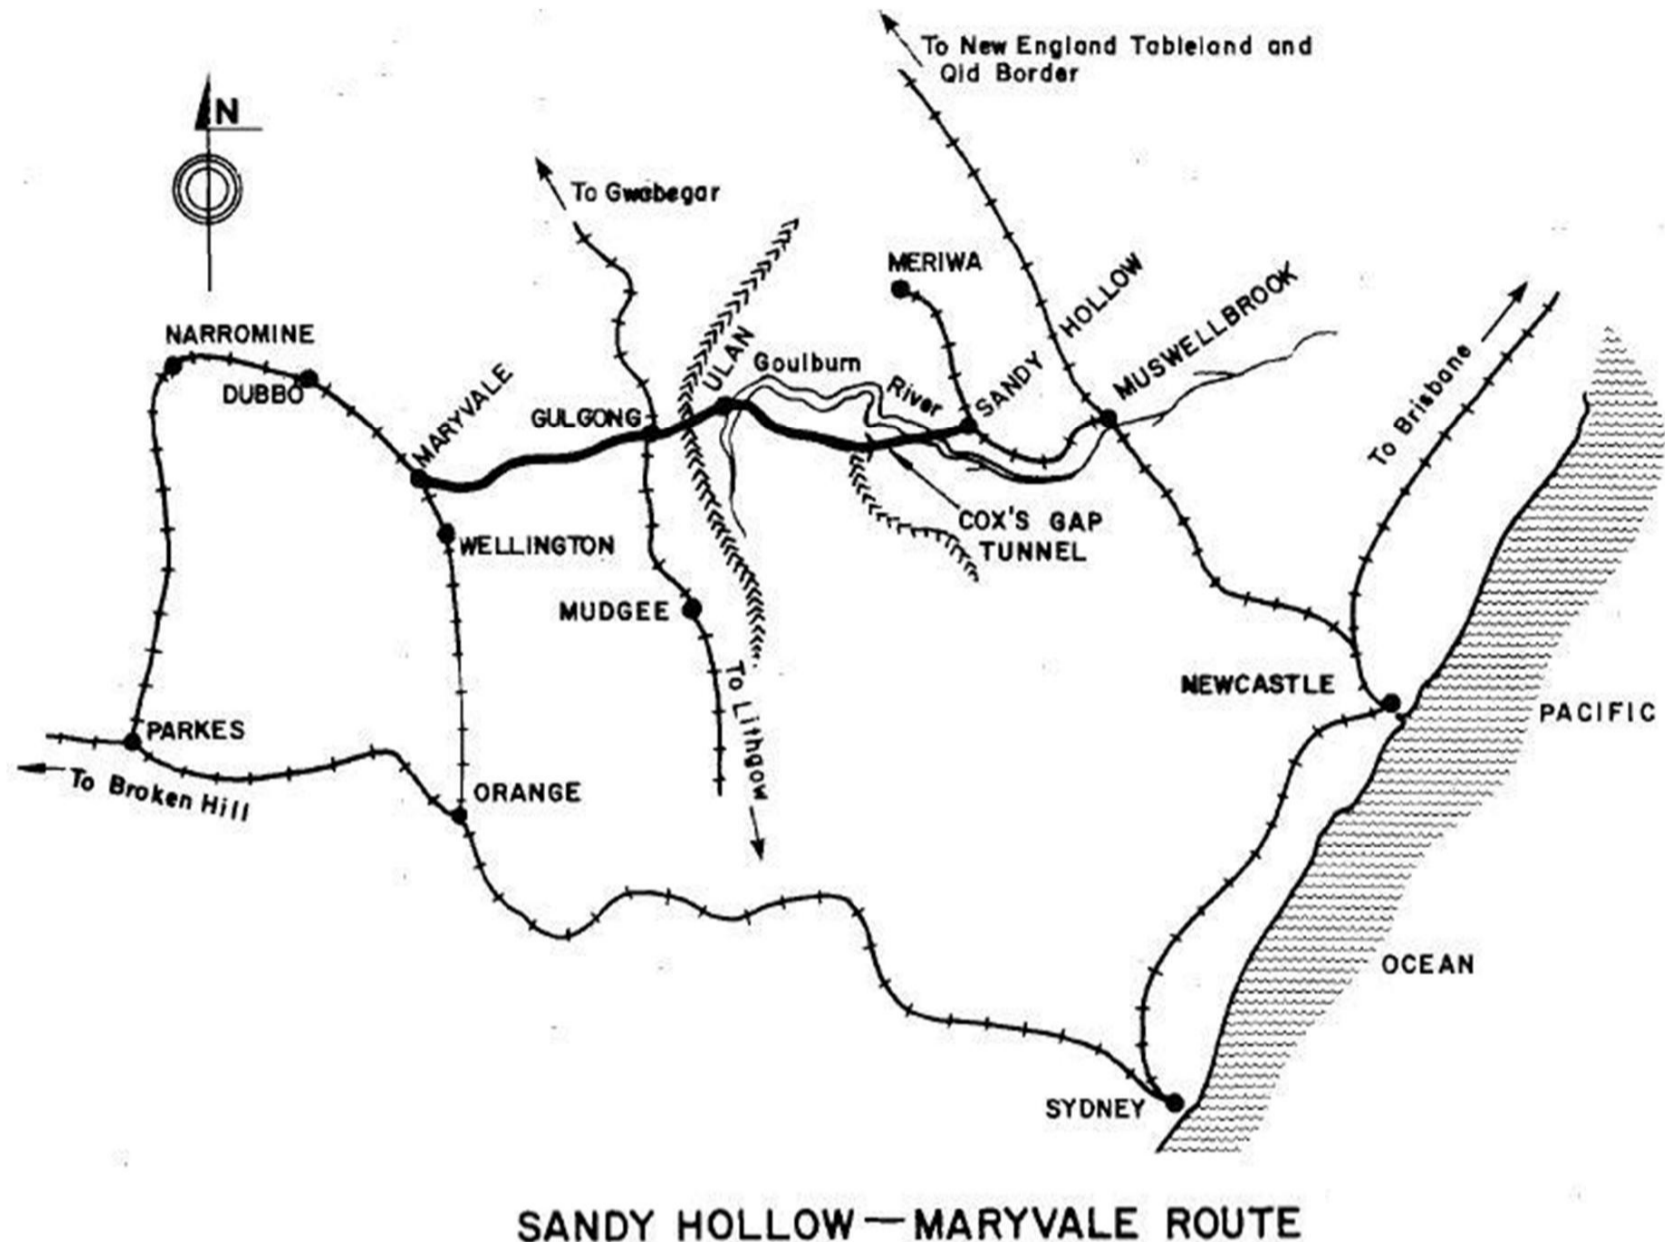 To New England Tableland and
Qld Border
N
To Gwabegar
MERIWA
SANDY HOLLOW
MUSWELLBROOK
NARROMINE
DUBBO
MARYVALE
GULGONG
ULAN
Goulburn
River
To Brisbane
COX'S GAP
TUNNEL
WELLINGTON
MUDGEE
To Lithgow
NEWCASTLE
PACIFIC
PARKES
To Broken Hill
ORANGE
OCEAN
SYDNEY
SANDY HOLLOW—MARYVALE ROUTE